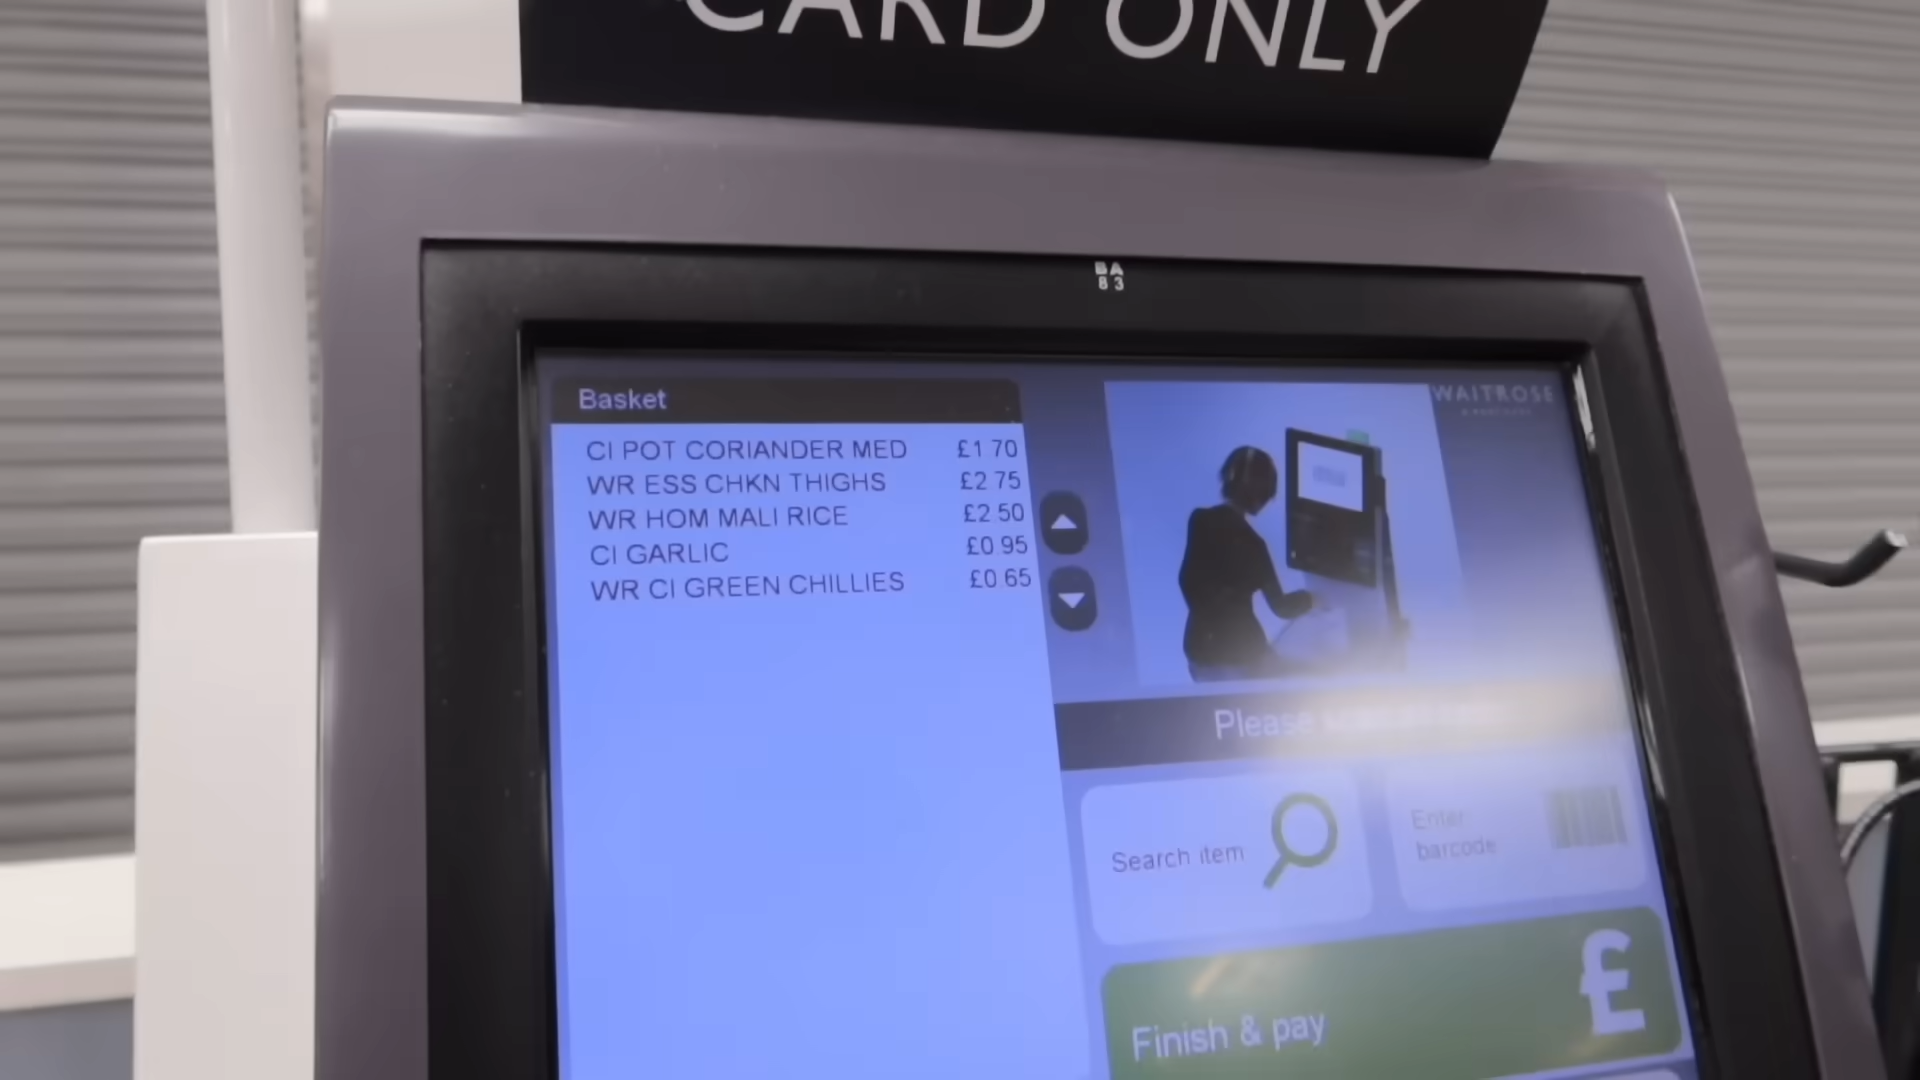 CARD ONLY
BA
83
Basket
WAITROSE
CI POT CORIANDER MED £1.70
WR ESS CHKN THIGHS £2.75
WR HOM MALI RICE £2.50
CI GARLIC £0.95
WR CI GREEN CHILLIES £0.65
Please
Search item
Enter
barcode
Finish & pay £